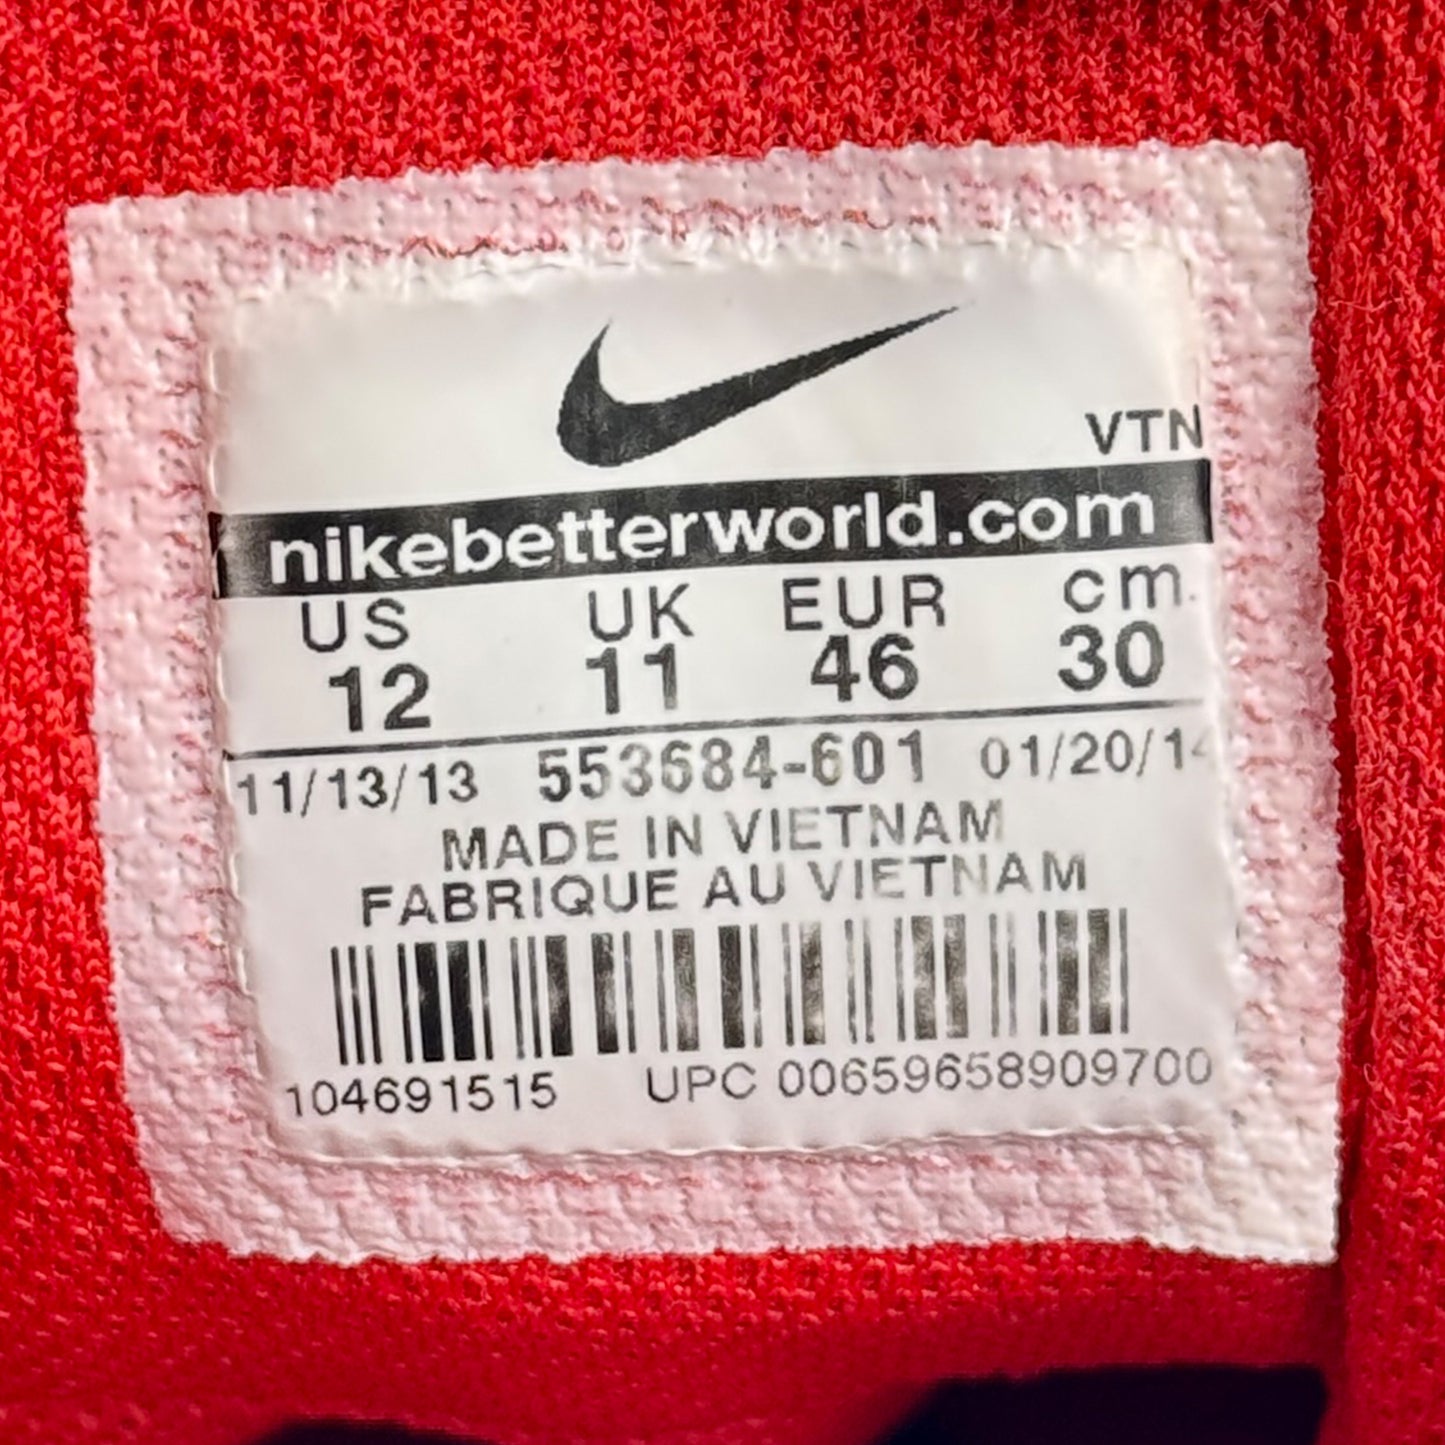 VTN
nikebetterworld.com
US UK EUR cm.
12 11 46 30
11/13/13 553684-601 01/20/14
MADE IN VIETNAM
FABRIQUE AU VIETNAM
104691515 UPC 00659658909700